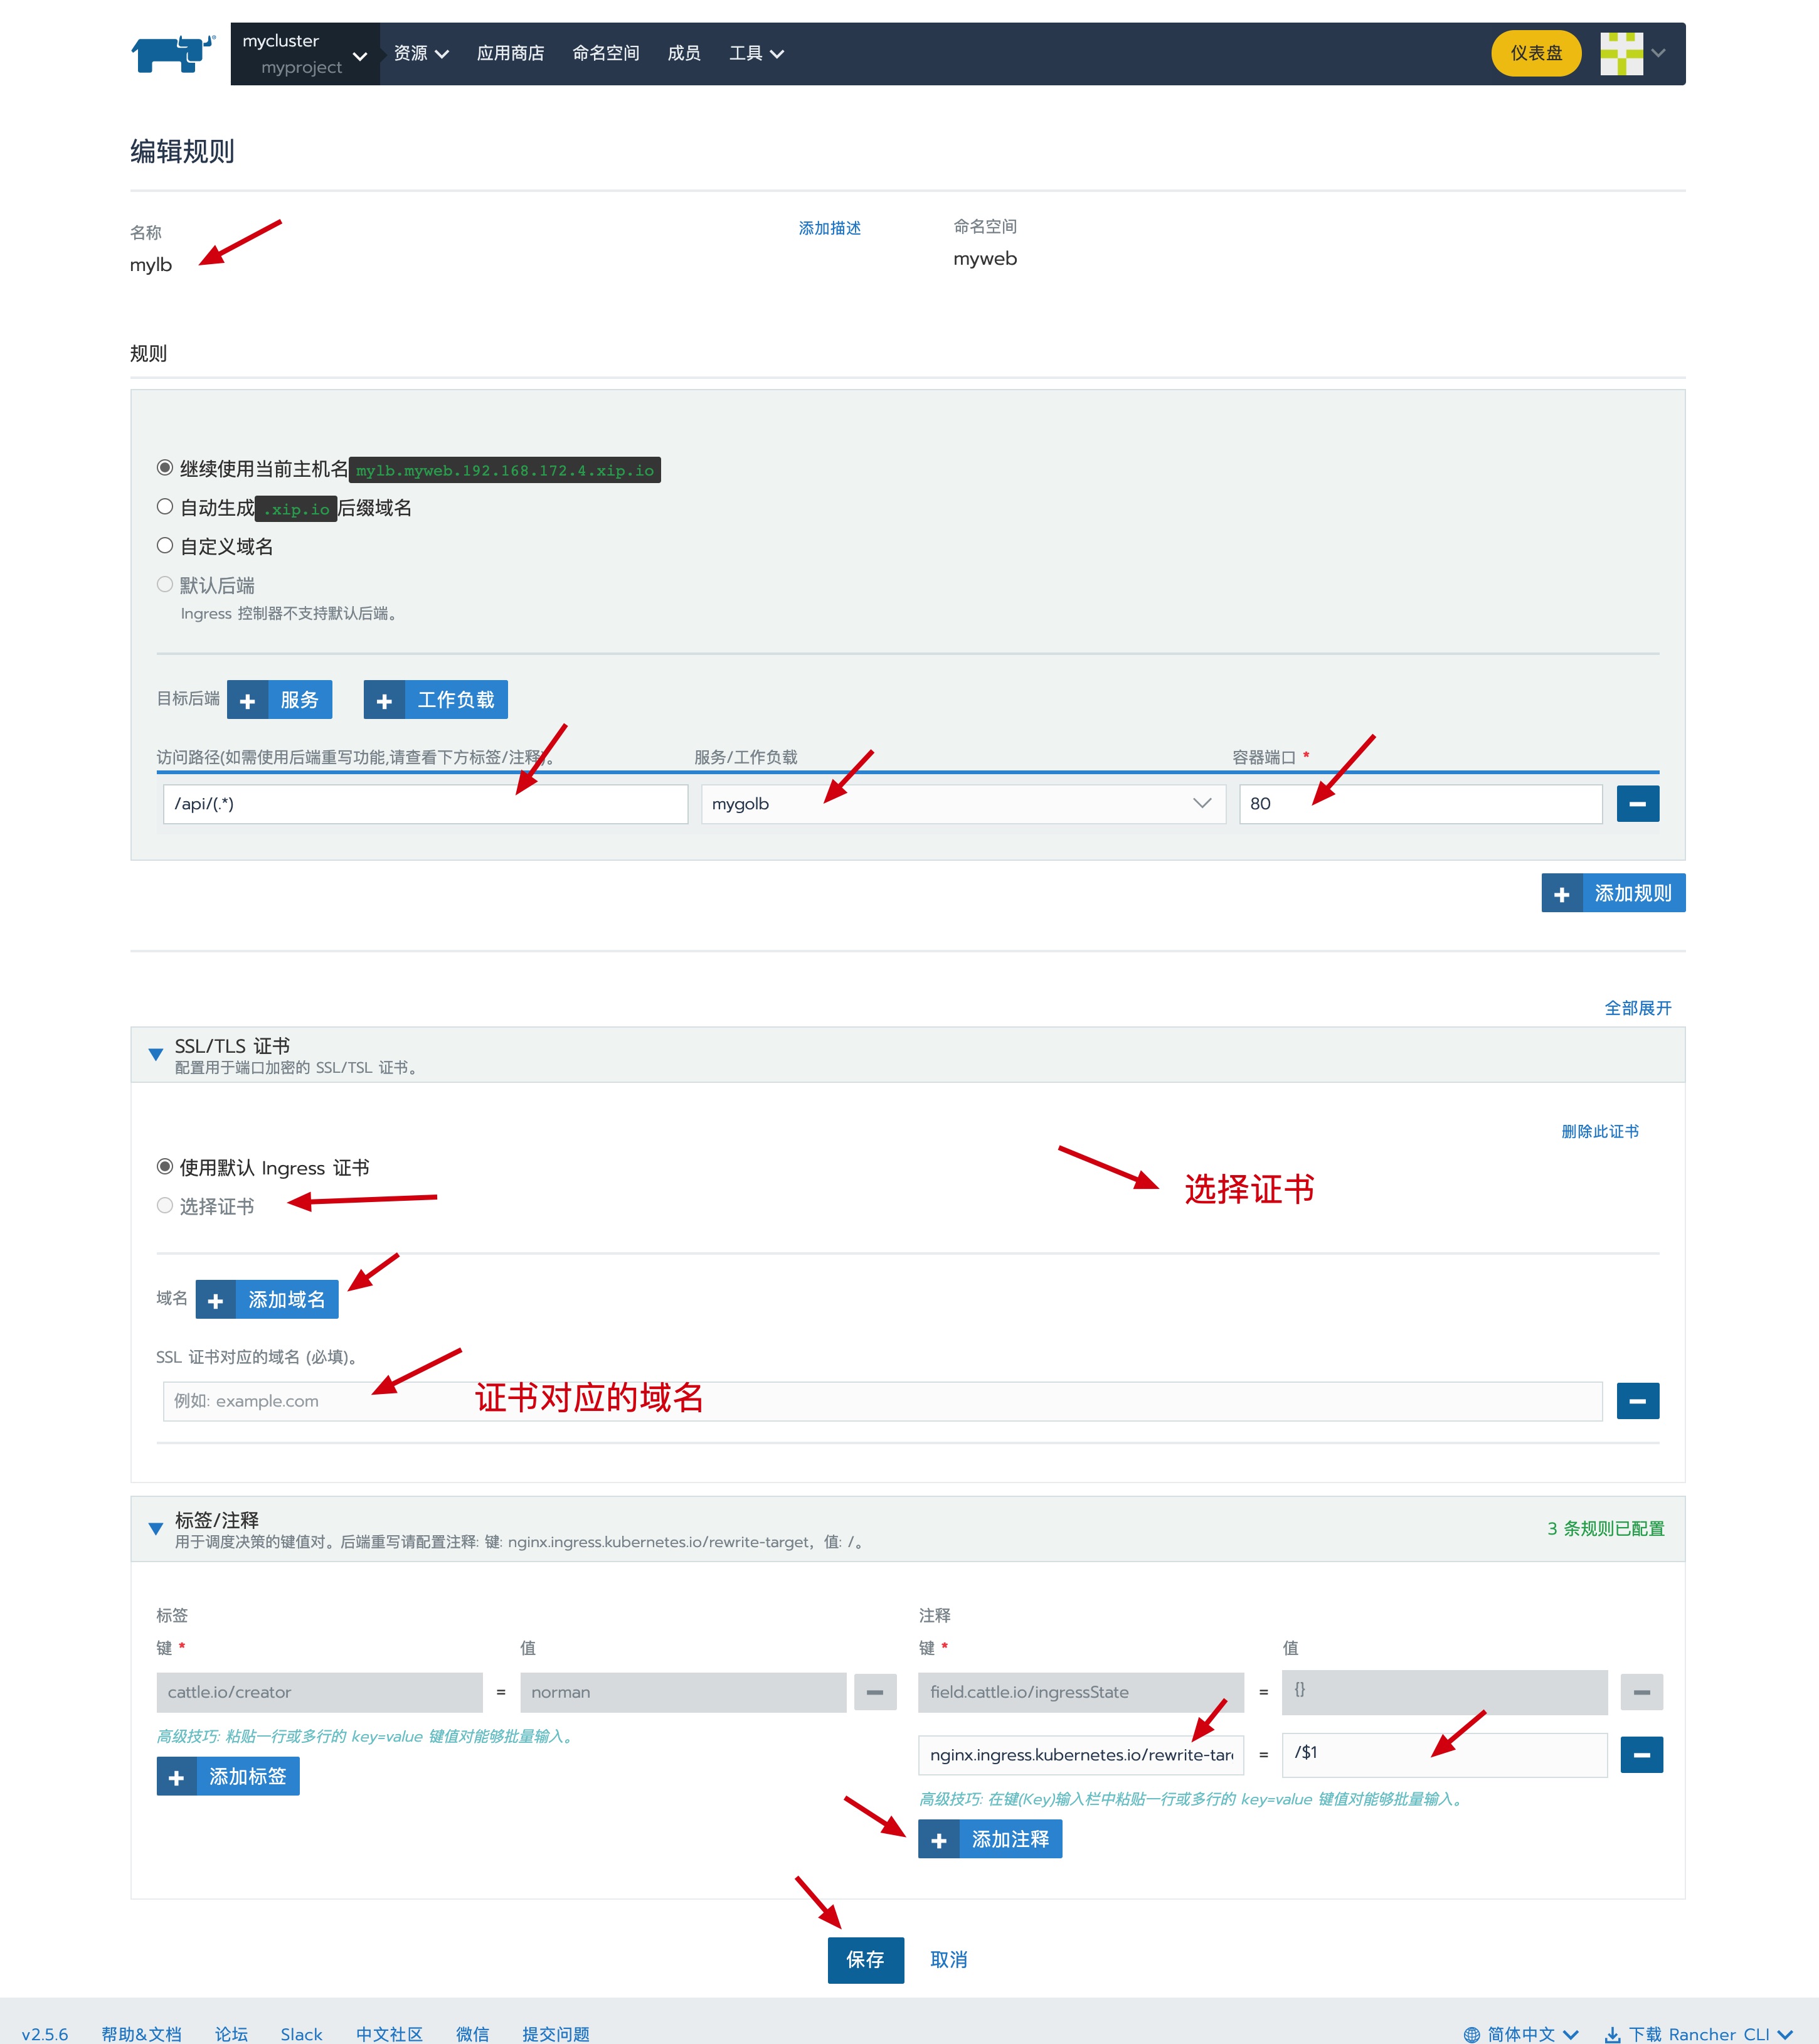 mycluster
myproject
资源
应用商店
命名空间
成员
工具
仪表盘
编辑规则
名称
添加描述
命名空间
mylb
myweb
规则
继续使用当前主机名 mylb.myweb.192.168.172.4.xip.io
自动生成 .xip.io 后缀域名
自定义域名
默认后端
Ingress 控制器不支持默认后端。
目标后端
服务
工作负载
访问路径(如需使用后端重写功能,请查看下方标签/注释)。
服务/工作负载
容器端口 *
/api/(.*)
mygolb
80
添加规则
全部展开
SSL/TLS 证书
配置用于端口加密的 SSL/TSL 证书。
删除此证书
使用默认 Ingress 证书
选择证书
选择证书
域名
添加域名
SSL 证书对应的域名 (必填)。
例如: example.com
证书对应的域名
标签/注释
用于调度决策的键值对。后端重写请配置注释: 键: nginx.ingress.kubernetes.io/rewrite-target，值: /。
3 条规则已配置
标签
注释
键 *
值
键 *
值
cattle.io/creator
=
norman
field.cattle.io/ingressState
=
{}
高级技巧: 粘贴一行或多行的 key=value 键值对能够批量输入。
添加标签
nginx.ingress.kubernetes.io/rewrite-tar
=
/$1
高级技巧: 在键(Key)输入栏中粘贴一行或多行的 key=value 键值对能够批量输入。
添加注释
保存
取消
v2.5.6
帮助&文档
论坛
Slack
中文社区
微信
提交问题
简体中文
下载 Rancher CLI